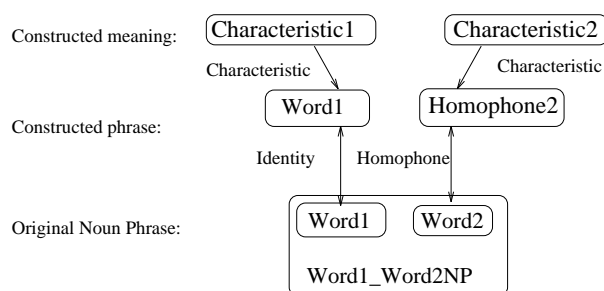 Constructed meaning: Characteristic1 Characteristic2
Characteristic Characteristic
Constructed phrase: Word1 Homophone2
Identity Homophone
Original Noun Phrase: Word1 Word2
Word1_Word2NP